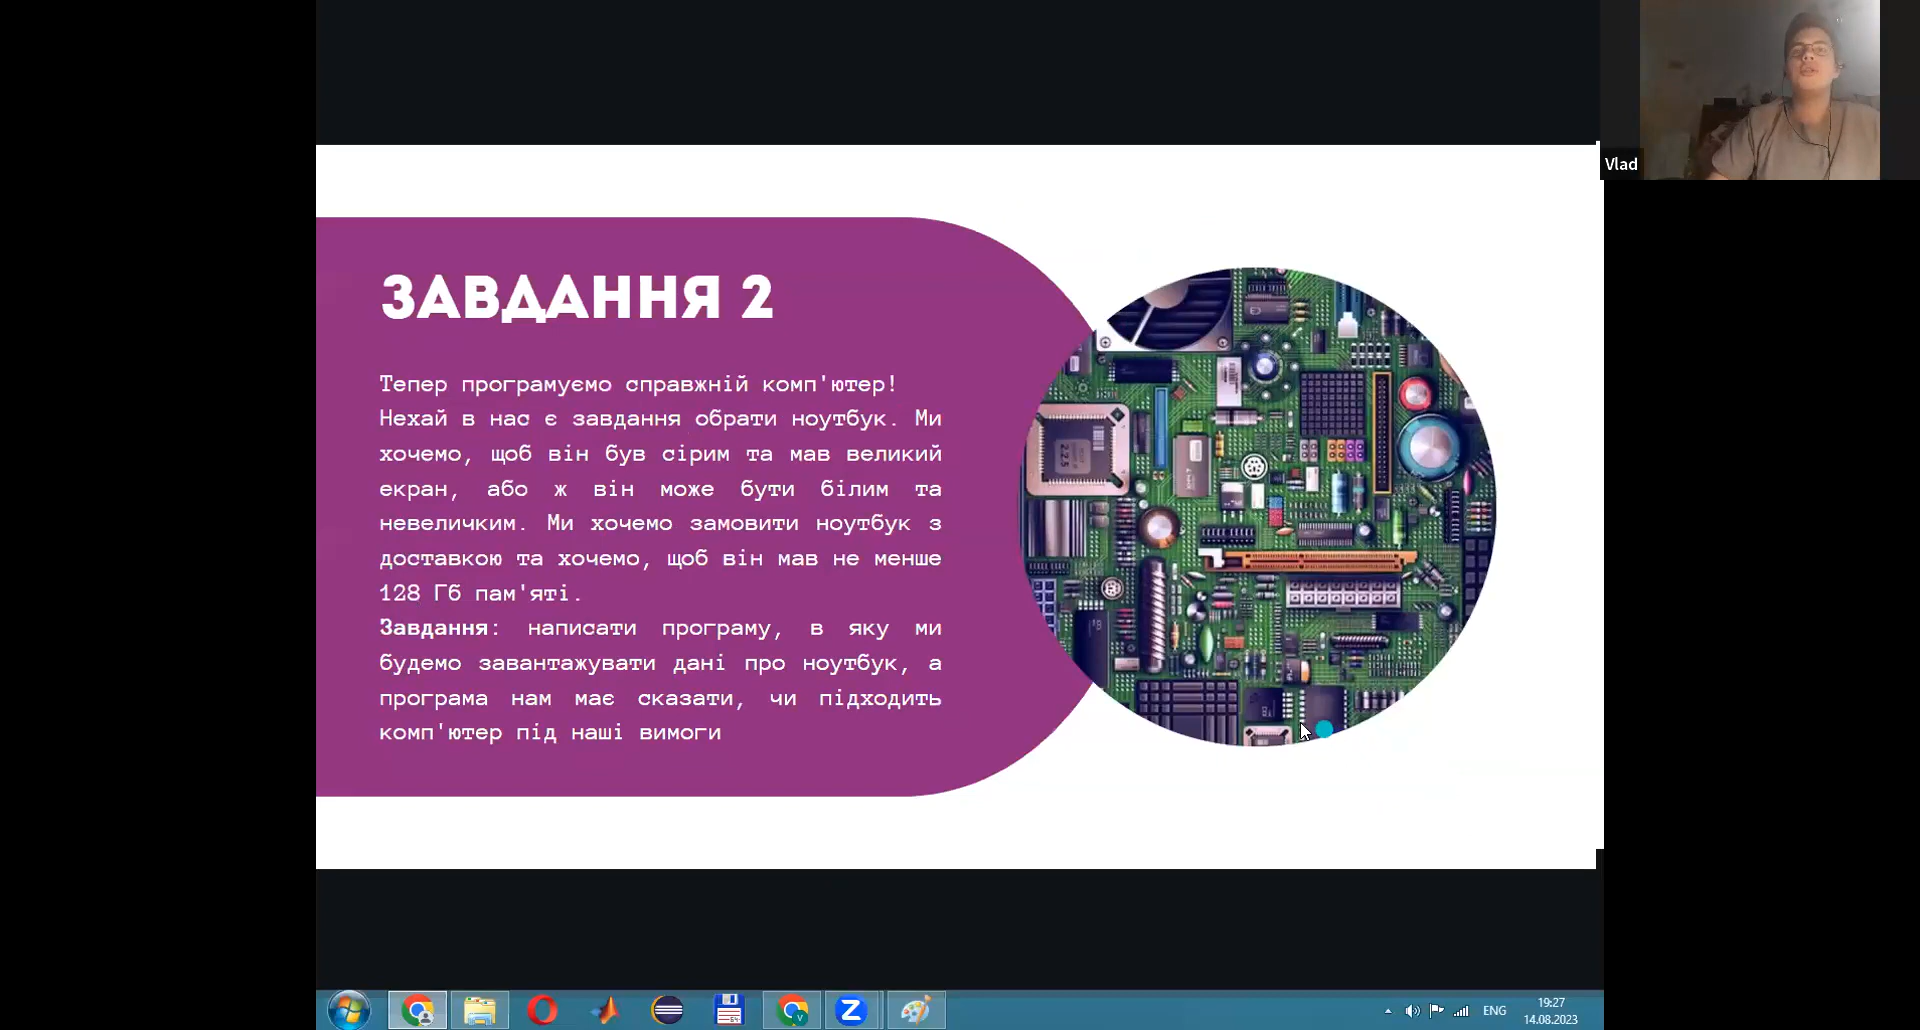 Vlad
ЗАВДАННЯ 2
Тепер програмуємо справжній комп'ютер!
Нехай в нас є завдання обрати ноутбук. Ми
хочемо, щоб він був сірим та мав великий
екран, або ж він може бути білим та
невеличким. Ми хочемо замовити ноутбук з
доставкою та хочемо, щоб він мав не менше
128 Гб пам'яті.
Завдання: написати програму, в яку ми
будемо завантажувати дані про ноутбук, а
програма нам має сказати, чи підходить
комп'ютер під наші вимоги
ENG
19:27
14.08.2023